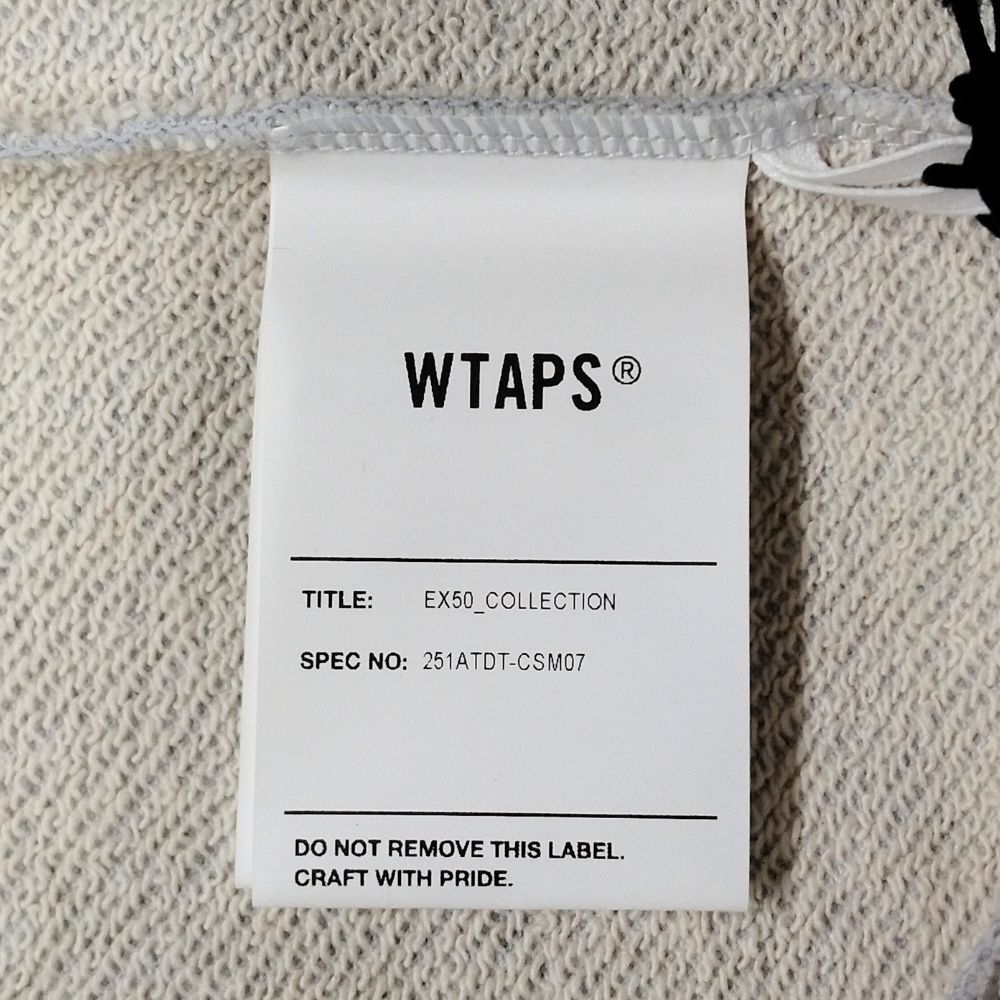 WTAPS®
TITLE: EX50_COLLECTION
SPEC NO: 251ATDT-CSM07
DO NOT REMOVE THIS LABEL.
CRAFT WITH PRIDE.